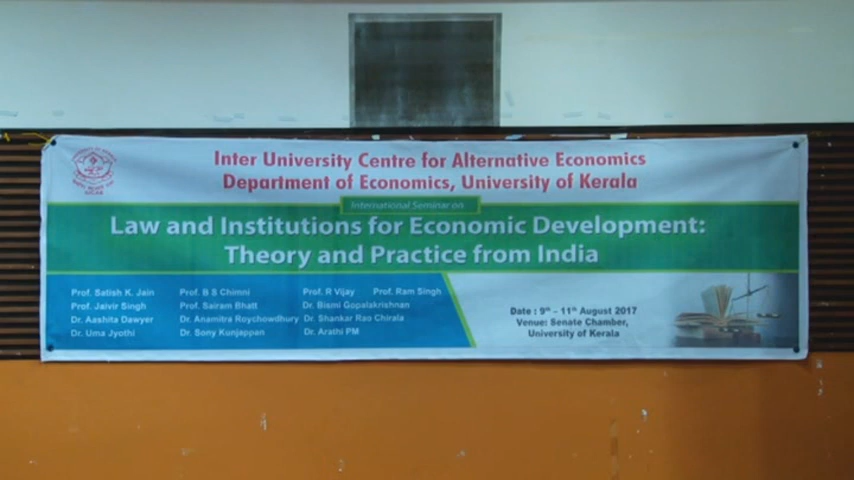 Inter University Centre for Alternative Economics
Department of Economics, University of Kerala
International Seminar on
Law and Institutions for Economic Development:
Theory and Practice from India
Prof. Satish K. Jain Prof. B S Chimni Prof. R Vijay Prof. Ram Singh
Prof. Jaivir Singh Prof. Sairam Bhatt Dr. Bismi Gopalakrishnan
Dr. Aashita Dawyer Dr. Anamitra Roychowdhury Dr. Shankar Rao Chirala
Dr. Uma Jyothi Dr. Sony Kunjappan Dr. Arathi PM
Date : 9th - 11th August 2017
Venue: Senate Chamber,
University of Kerala